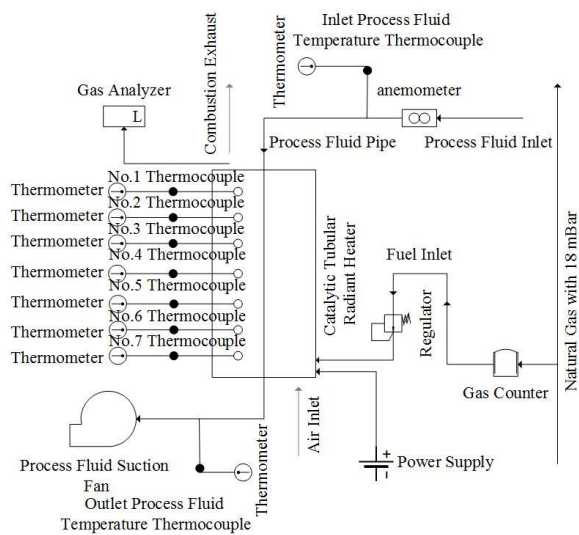 Inlet Process Fluid
Temperature Thermocouple
Thermometer
Combustion Exhaust
Gas Analyzer
L
anemometer
Process Fluid Pipe
Process Fluid Inlet
No.1 Thermocouple
Thermometer
No.2 Thermocouple
Thermometer
No.3 Thermocouple
Thermometer
No.4 Thermocouple
Thermometer
No.5 Thermocouple
Thermometer
No.6 Thermocouple
Thermometer
No.7 Thermocouple
Thermometer
Catalytic Tubular
Radiant Heater
Fuel Inlet
Regulator
Natural Gas with 18 mBar
Gas Counter
Air Inlet
Power Supply
+
-
Process Fluid Suction
Fan
Thermometer
Outlet Process Fluid
Temperature Thermocouple